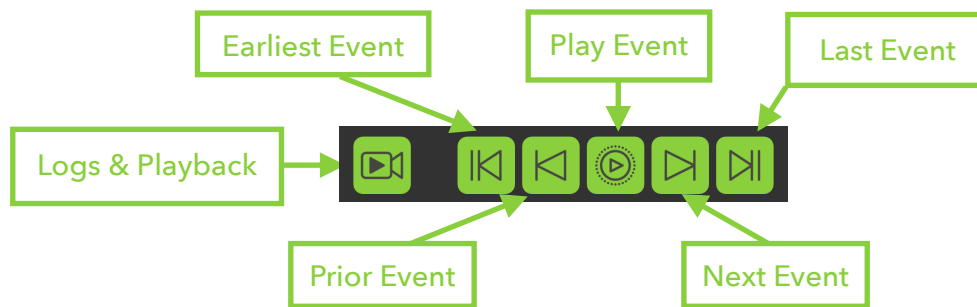 Earliest Event
Play Event
Last Event
Logs & Playback
Prior Event
Next Event